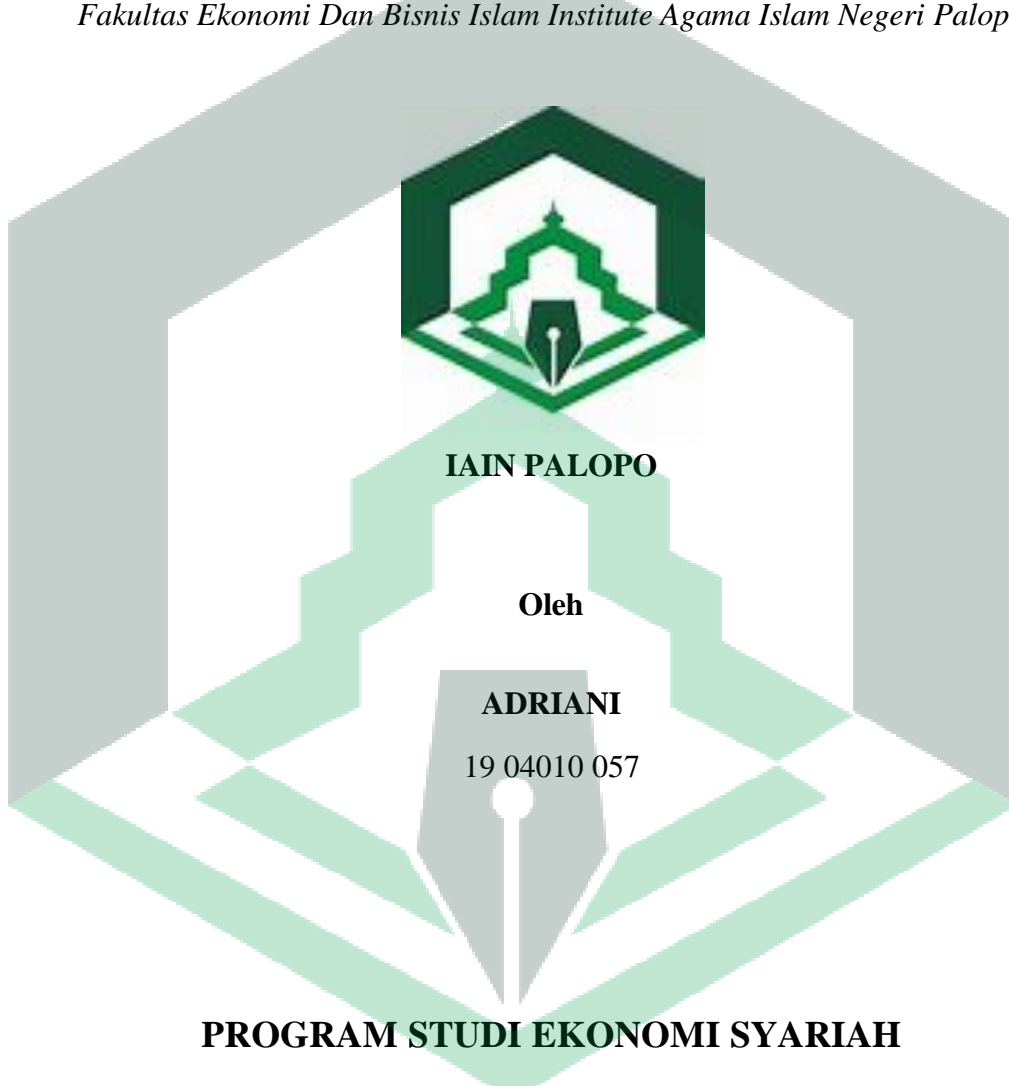 Fakultas Ekonomi Dan Bisnis Islam Institute Agama Islam Negeri Palop
IAIN PALOPO
Oleh
ADRIANI
19 04010 057
PROGRAM STUDI EKONOMI SYARIAH